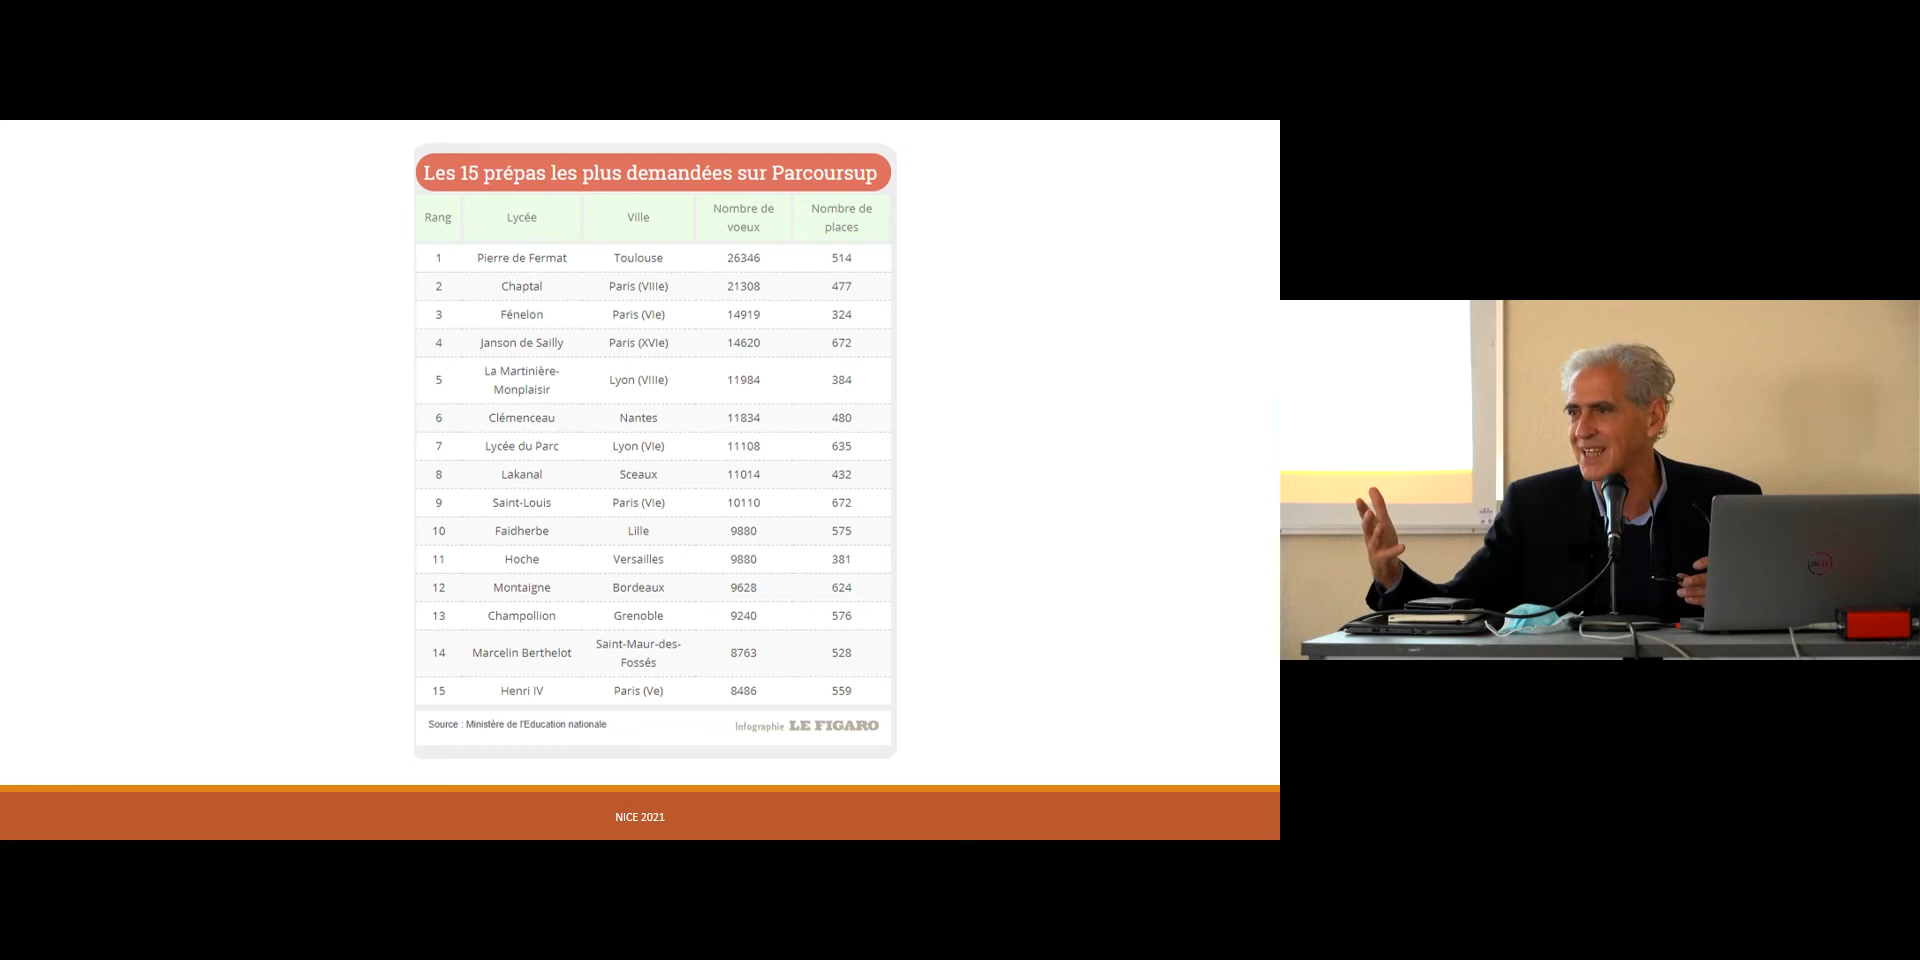 Les 15 prépas les plus demandées sur Parcoursup
Rang Lycée Ville Nombre de voeux Nombre de places
1 Pierre de Fermat Toulouse 26346 514
2 Chaptal Paris (VIIIe) 21308 477
3 Fénelon Paris (VIe) 14919 324
4 Janson de Sailly Paris (XVIe) 14620 672
5 La Martinière-Monplaisir Lyon (VIIIe) 11984 384
6 Clémenceau Nantes 11834 480
7 Lycée du Parc Lyon (VIe) 11108 635
8 Lakanal Sceaux 11014 432
9 Saint-Louis Paris (VIe) 10110 672
10 Faidherbe Lille 9880 575
11 Hoche Versailles 9880 381
12 Montaigne Bordeaux 9628 624
13 Champollion Grenoble 9240 576
14 Marcelin Berthelot Saint-Maur-des-Fossés 8763 528
15 Henri IV Paris (Ve) 8486 559
Source : Ministère de l'Education nationale
Infographie LE FIGARO
NICE 2021
DELL